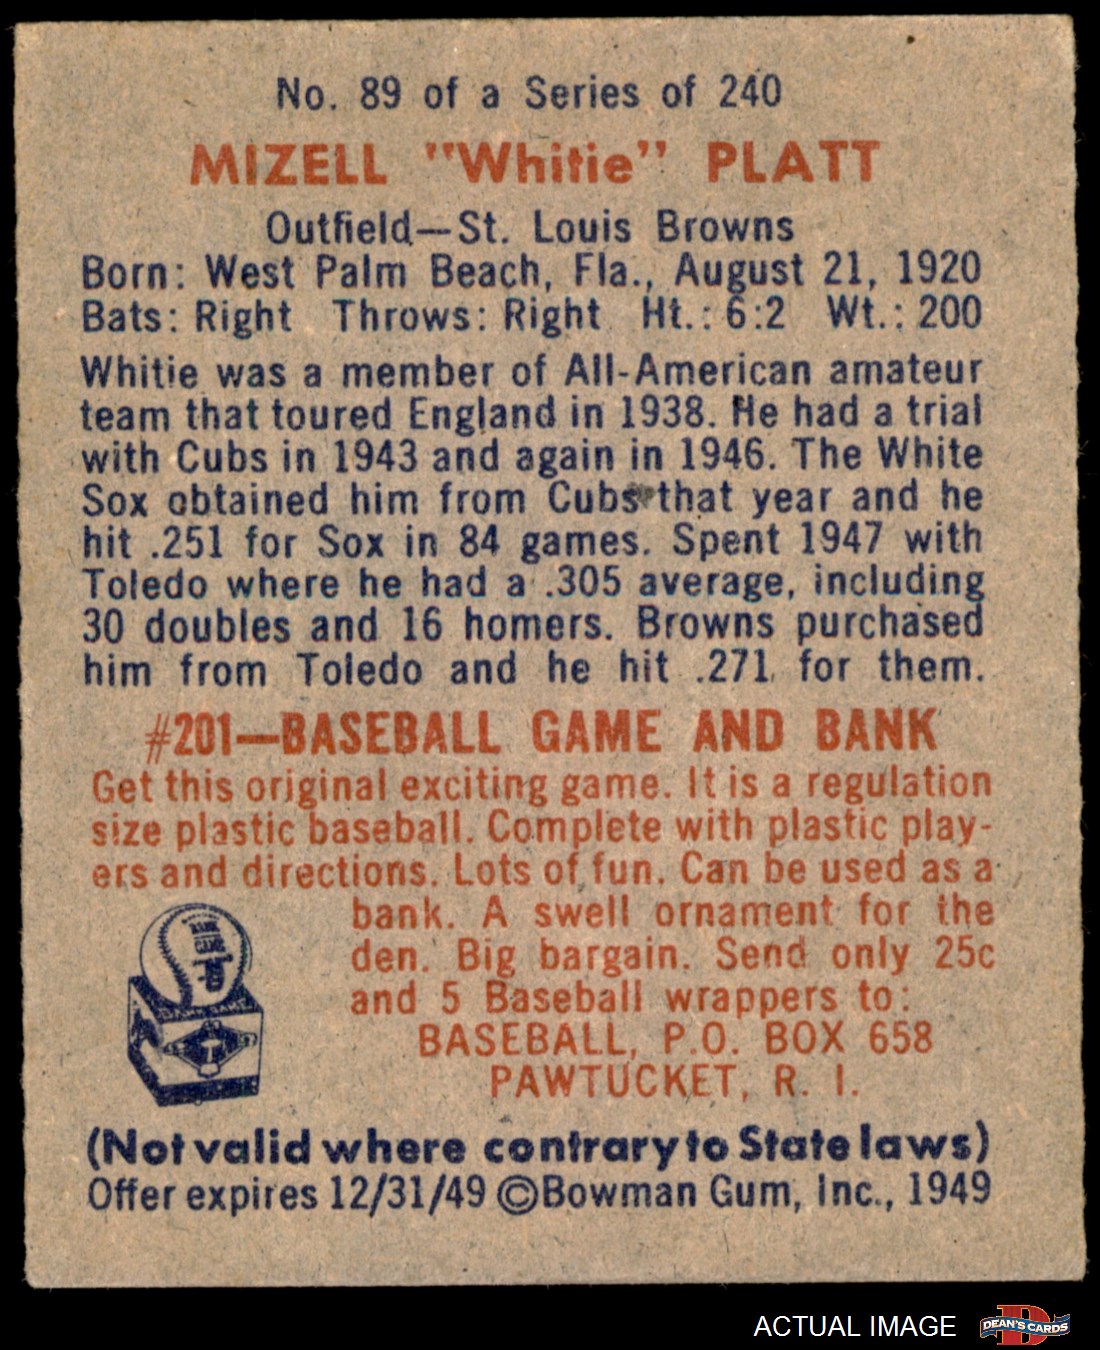 No. 89 of a Series of 240
MIZELL "Whitie" PLATT
Outfield—St. Louis Browns
Born: West Palm Beach, Fla., August 21, 1920
Bats: Right Throws: Right Ht.: 6:2 Wt.: 200
Whitie was a member of All-American amateur
team that toured England in 1938. He had a trial
with Cubs in 1943 and again in 1946. The White
Sox obtained him from Cubs that year and he
hit .251 for Sox in 84 games. Spent 1947 with
Toledo where he had a .305 average, including
30 doubles and 16 homers. Browns purchased
him from Toledo and he hit .271 for them.
#201—BASEBALL GAME AND BANK
Get this original exciting game. It is a regulation
size plastic baseball. Complete with plastic play-
ers and directions. Lots of fun. Can be used as a
bank. A swell ornament for the
den. Big bargain. Send only 25c
and 5 Baseball wrappers to:
BASEBALL, P.O. BOX 658
PAWTUCKET, R. I.
BANK
GAME
(Not valid where contrary to State laws)
Offer expires 12/31/49 ©Bowman Gum, Inc., 1949
ACTUAL IMAGE
DEAN'S CARDS